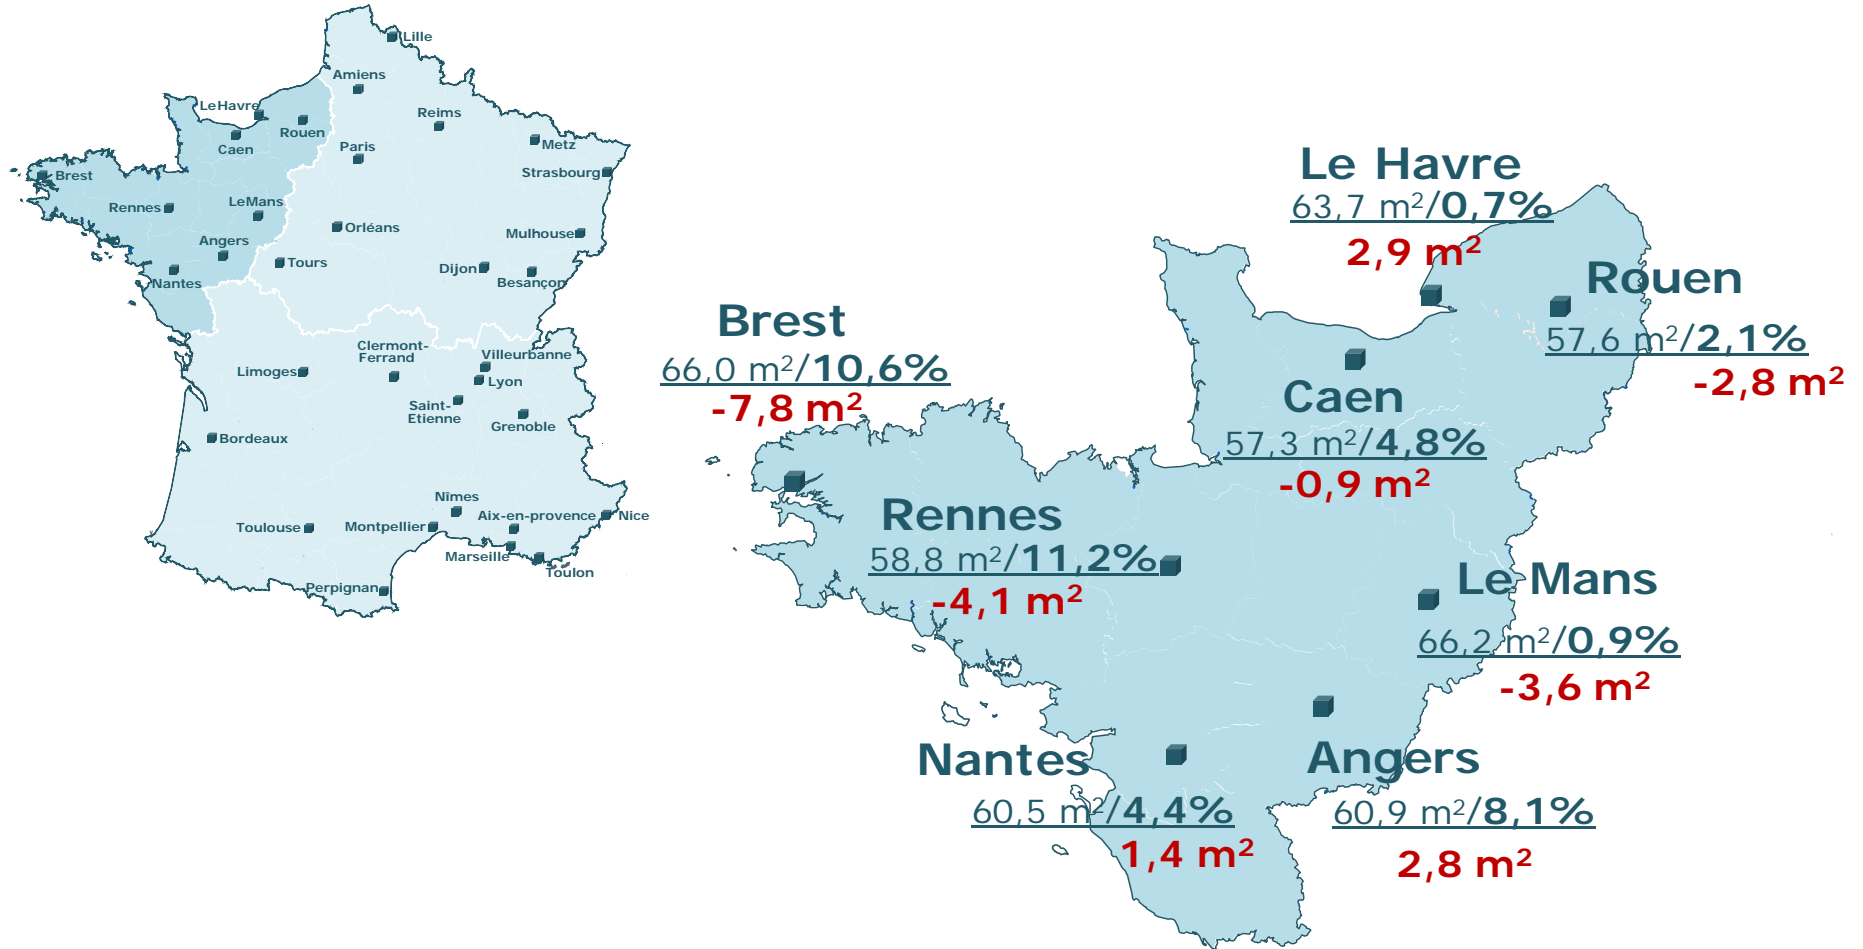 Lille
Amiens
Le Havre
Reims
Rouen
Caen
Paris
Metz
Strasbourg
Brest
Rennes
Le Mans
Orléans
Mulhouse
Angers
Tours
Dijon
Besançon
Nantes
Clermont-
Ferrand
Villeurbanne
Limoges
Lyon
Saint-
Etienne
Grenoble
Bordeaux
Nîmes
Aix-en-provence
Nice
Toulouse
Montpellier
Marseille
Toulon
Perpignan
Le Havre
63,7 m²/0,7%
2,9 m²
Rouen
57,6 m²/2,1%
-2,8 m²
Brest
66,0 m²/10,6%
-7,8 m²
Caen
57,3 m²/4,8%
-0,9 m²
Rennes
58,8 m²/11,2%
-4,1 m²
Le Mans
66,2 m²/0,9%
-3,6 m²
Nantes
60,5 m²/4,4%
1,4 m²
Angers
60,9 m²/8,1%
2,8 m²